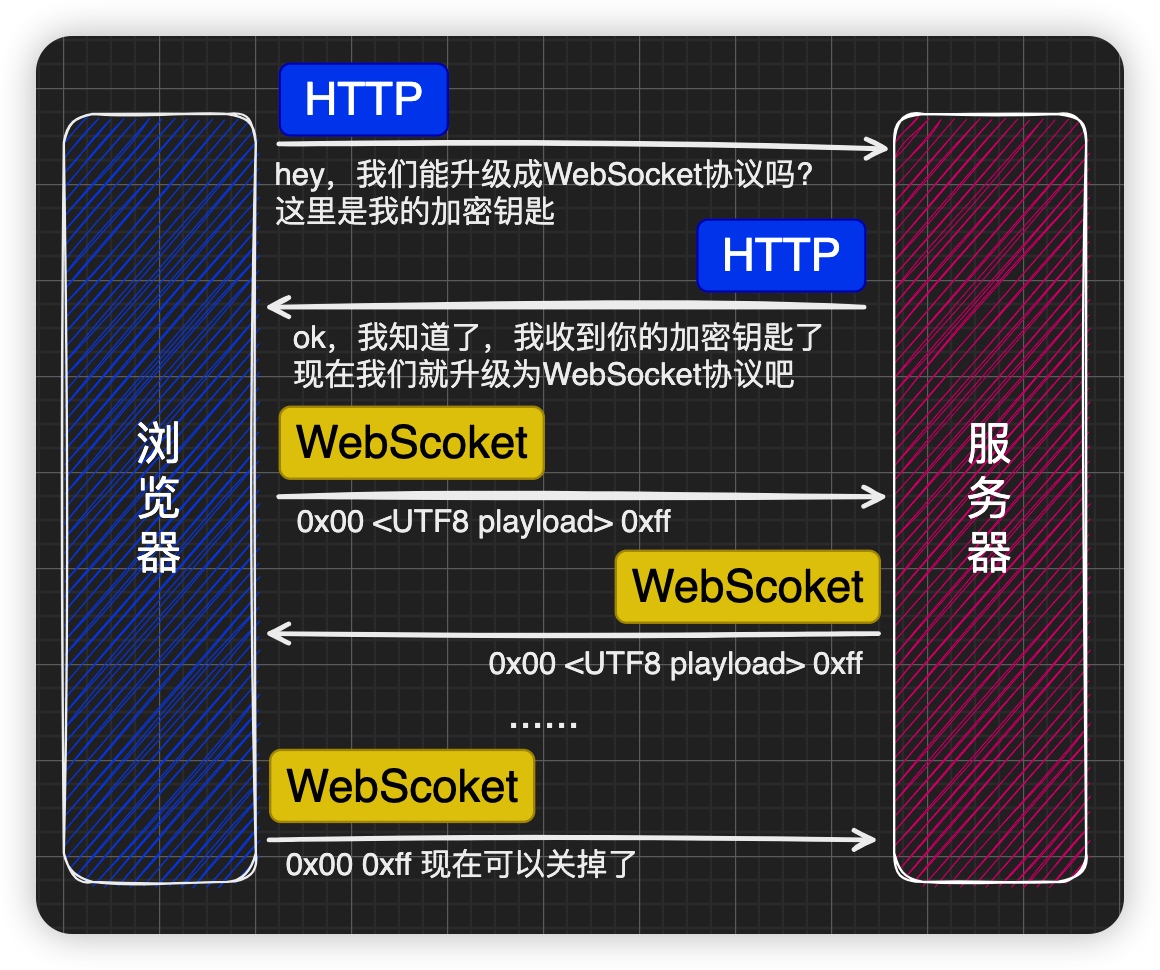 HTTP
hey，我们能升级成WebSocket协议吗?
这里是我的加密钥匙
HTTP
ok，我知道了，我收到你的加密钥匙了
现在我们就升级为WebSocket协议吧
WebScoket
0x00 <UTF8 playload> 0xff
WebScoket
0x00 <UTF8 playload> 0xff
……
WebScoket
0x00 0xff 现在可以关掉了
浏
览
器
服
务
器